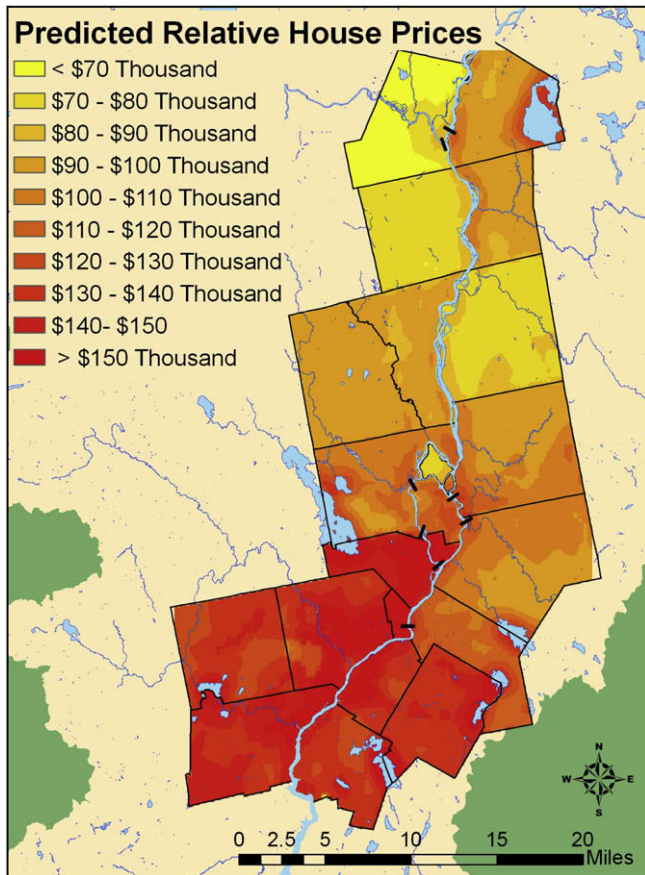 Predicted Relative House Prices
< $70 Thousand
$70 - $80 Thousand
$80 - $90 Thousand
$90 - $100 Thousand
$100 - $110 Thousand
$110 - $120 Thousand
$120 - $130 Thousand
$130 - $140 Thousand
$140- $150
> $150 Thousand
N
W E
S
0 2.5 5 10 15 20
Miles